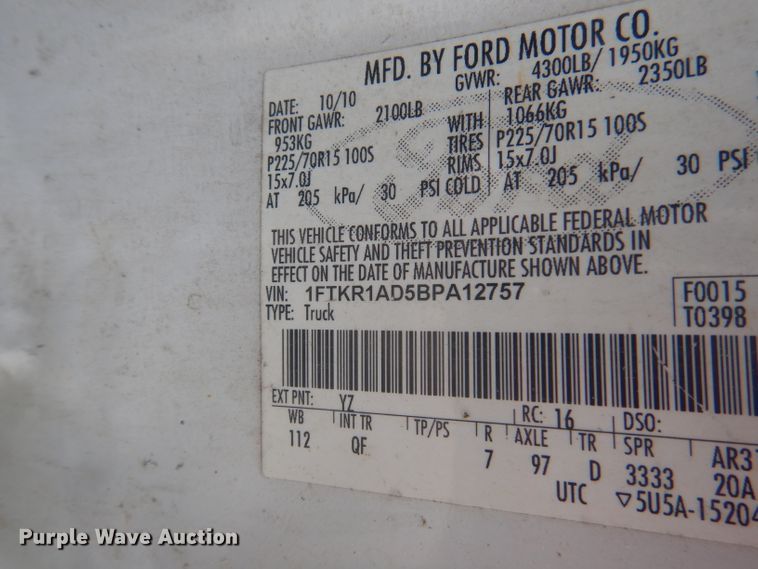 MFD. BY FORD MOTOR CO.
DATE: 10/10 GVWR: 4300LB/ 1950KG
FRONT GAWR: 2100LB REAR GAWR: 2350LB
953KG WITH 1066KG
P225/70R15 100S TIRES P225/70R15 100S
15x7.0J RIMS 15x7.0J
AT 205 kPa/ 30 PSI COLD AT 205 kPa/ 30 PSI
THIS VEHICLE CONFORMS TO ALL APPLICABLE FEDERAL MOTOR
VEHICLE SAFETY AND THEFT PREVENTION STANDARDS IN
EFFECT ON THE DATE OF MANUFACTURE SHOWN ABOVE.
VIN: 1FTKR1AD5BPA12757 F0015
TYPE: Truck T0398
EXT PNT: YZ RC: 16 DSO:
WB INT TR TP/PS R AXLE TR SPR
112 QF 7 97 D 3333 20A
UTC ▽5U5A-15204
Purple Wave Auction